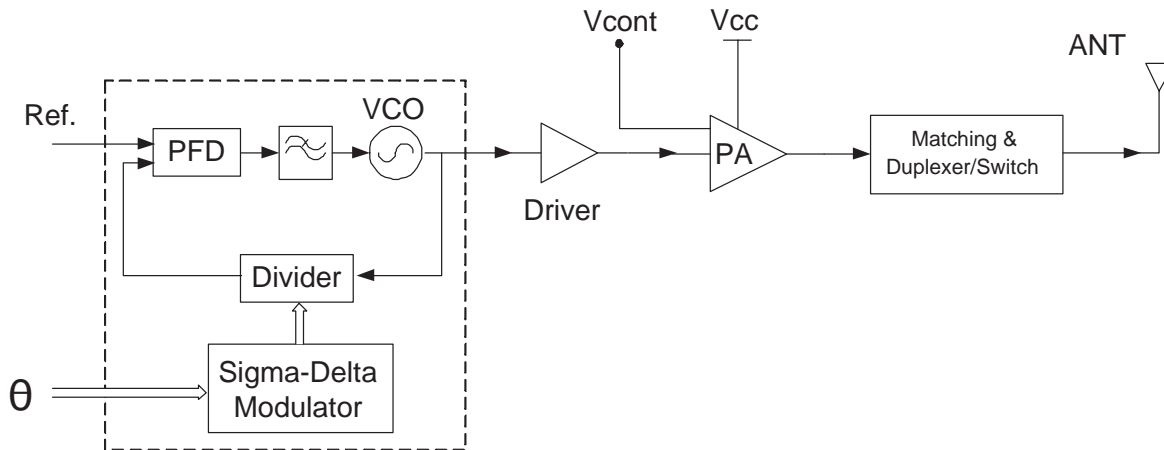 Vcont
Vcc
ANT
Ref.
VCO
PFD
PA
Matching &
Duplexer/Switch
Driver
Divider
Sigma-Delta
Modulator
θ